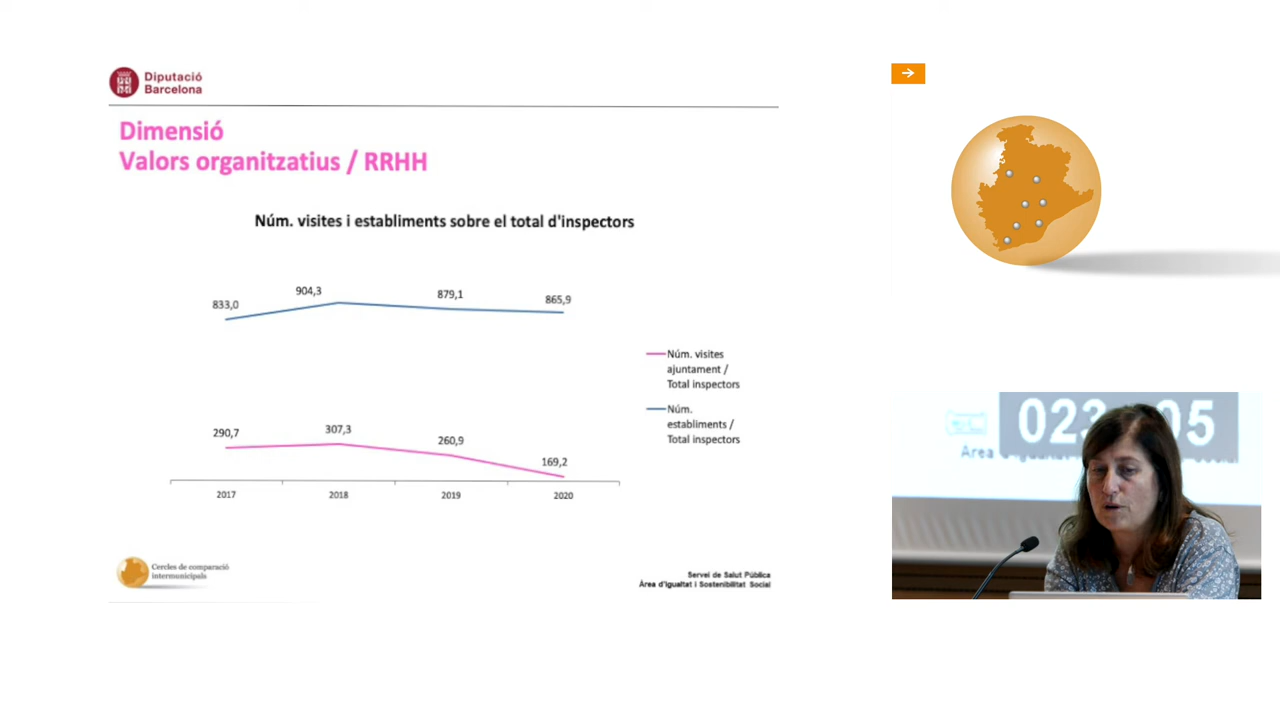 Diputació
Barcelona
Dimensió
Valors organitzatius / RRHH
Núm. visites i establiments sobre el total d'inspectors
904,3
879,1
865,9
833,0
Núm. visites
ajuntament /
Total inspectors
Núm.
establiments /
Total inspectors
290,7
307,3
260,9
169,2
2017
2018
2019
2020
Cercles de comparació
intermunicipals
Servei de Salut Pública
Àrea d'Igualtat i Sostenibilitat Social
023
05
Àrea